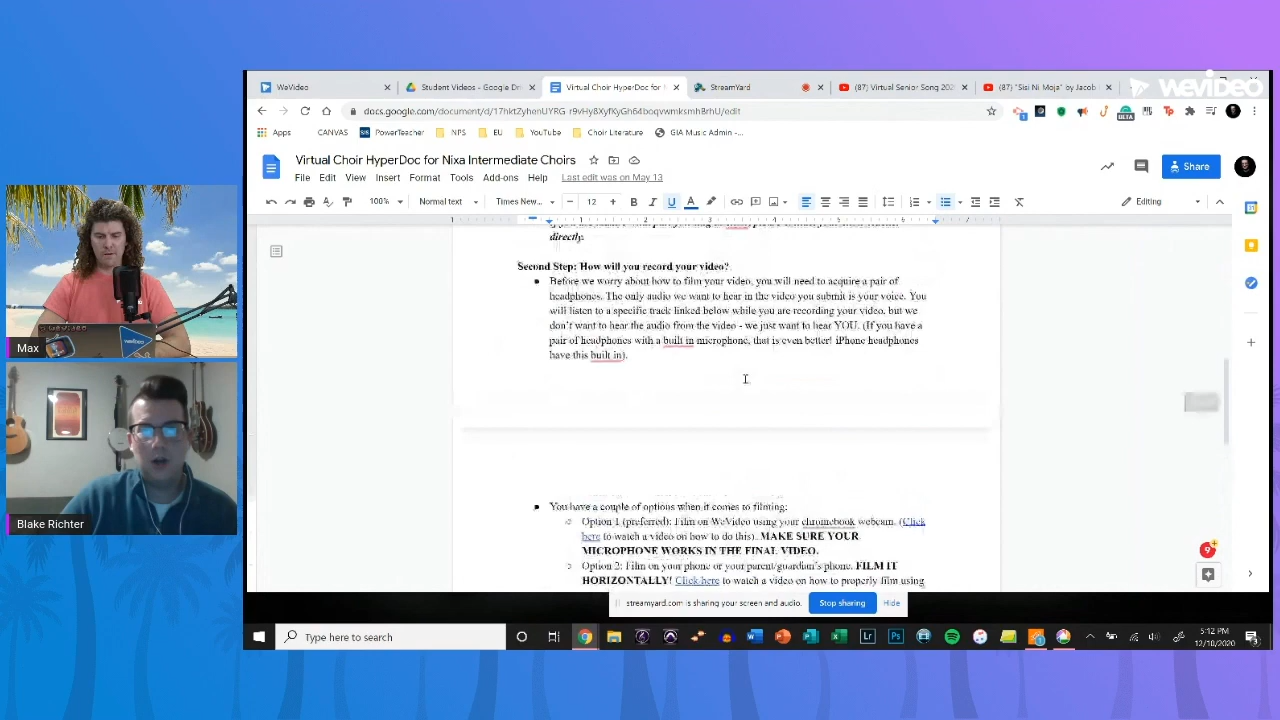 wevideo
WeVideo
Student Videos - Google Dri
Virtual Choir HyperDoc for N
StreamYard
(87) Virtual Senior Song 202
(87) "Sisi Ni Moja" by Jacob
Apps
CANVAS
PowerTeacher
NPS
EU
YouTube
Choir Literature
GIA Music Admin -...
Virtual Choir HyperDoc for Nixa Intermediate Choirs
File Edit View Insert Format Tools Add-ons Help Last edit was on May 13
Share
100% Normal text Times New... 12 B I U A Editing
directly.
Second Step: How will you record your video?
Before we worry about how to film your video, you will need to acquire a pair of
headphones. The only audio we want to hear in the video you submit is your voice. You
will listen to a specific track linked below while you are recording your video, but we
don't want to hear the audio from the video - we just want to hear YOU. (If you have a
pair of headphones with a built in microphone, that is even better! iPhone headphones
have this built in).
You have a couple of options when it comes to filming:
Option 1 (preferred): Film on WeVideo using your chromebook webcam. (Click
here to watch a video on how to do this). MAKE SURE YOUR
MICROPHONE WORKS IN THE FINAL VIDEO.
Option 2: Film on your phone or your parent/guardian's phone. FILM IT
HORIZONTALLY! Click here to watch a video on how to properly film using
streamyard.com is sharing your screen and audio. Stop sharing Hide
Type here to search
5:12 PM
12/10/2020
Max
Blake Richter